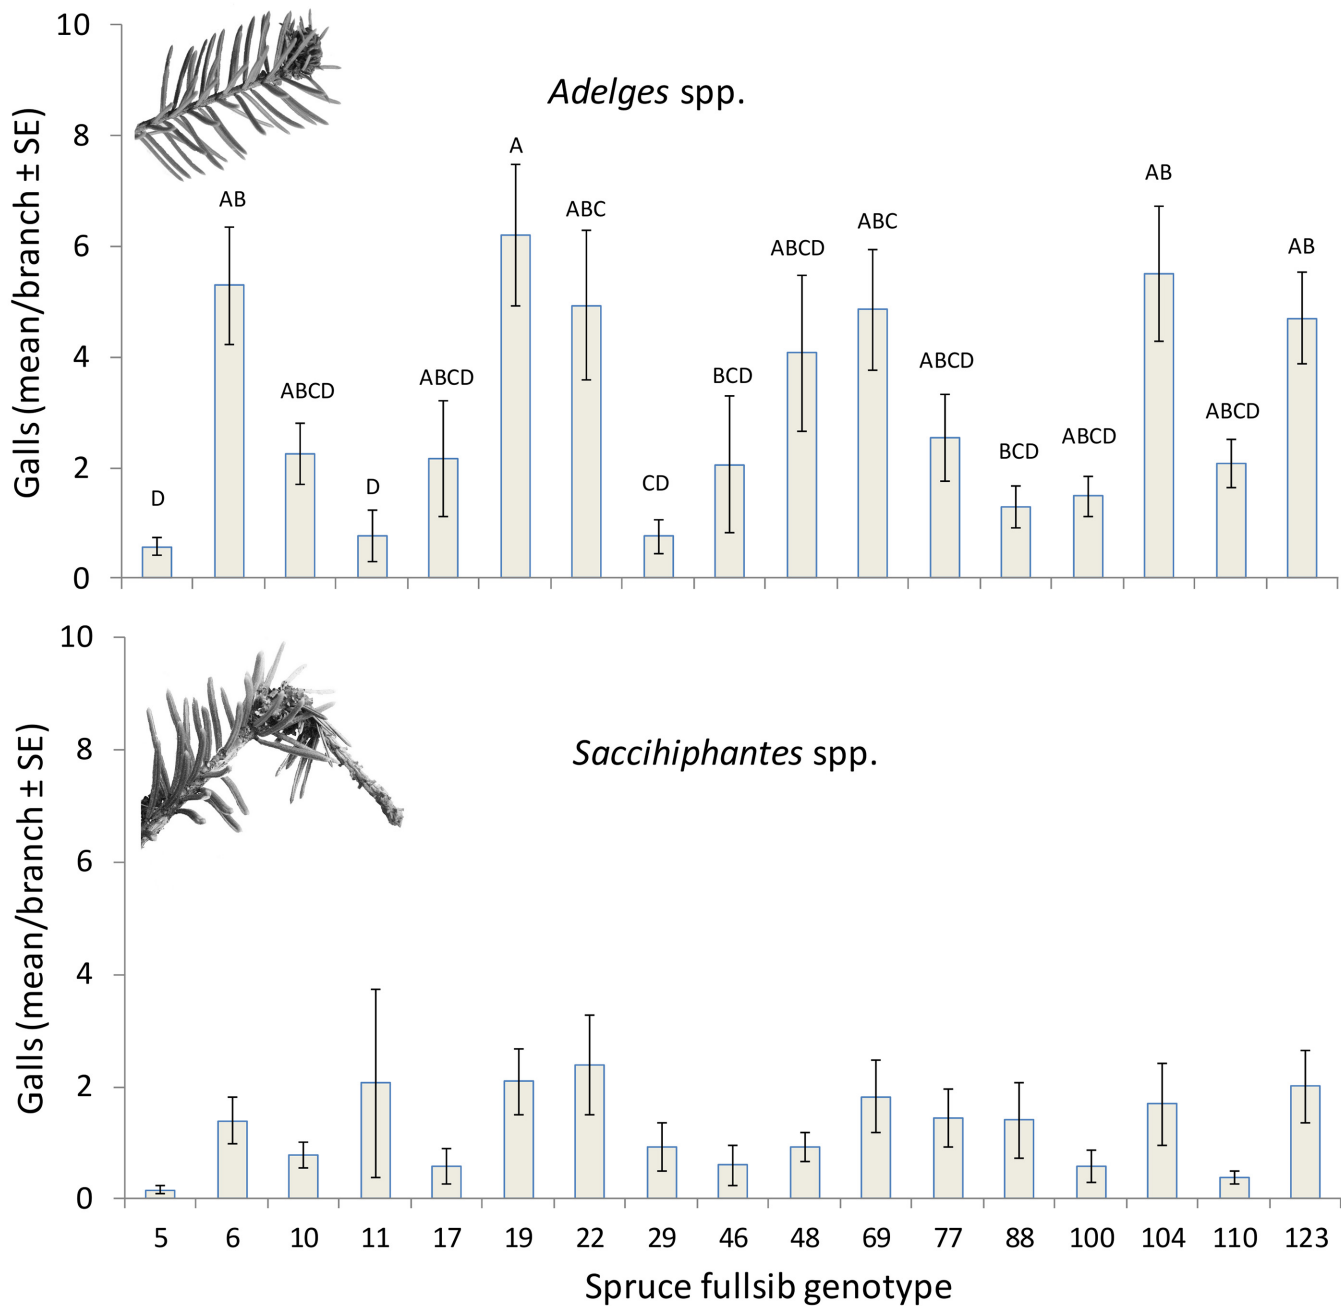 10
Adelges spp.
8
6
4
2
0
Galls (mean/branch ± SE)
D
AB
ABCD
D
ABCD
A
ABC
CD
BCD
ABCD
ABC
ABCD
BCD
ABCD
AB
ABCD
AB
10
Saccihiphantes spp.
8
6
4
2
0
Galls (mean/branch ± SE)
5 6 10 11 17 19 22 29 46 48 69 77 88 100 104 110 123
Spruce fullsib genotype